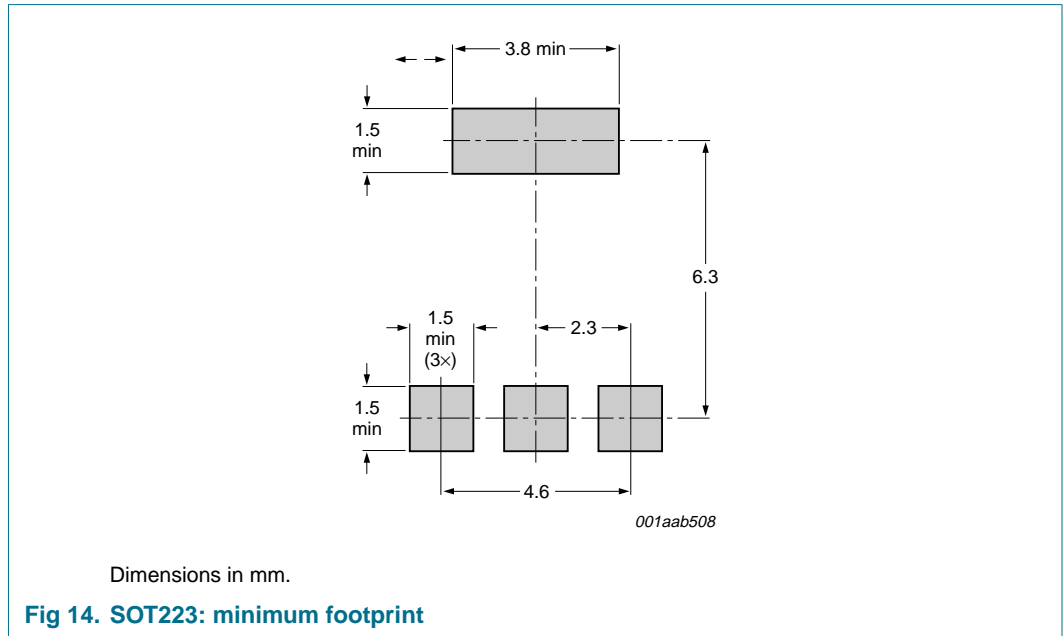 3.8 min
1.5
min
6.3
1.5
min
(3×)
2.3
1.5
min
4.6
001aab508
Dimensions in mm.
Fig 14. SOT223: minimum footprint